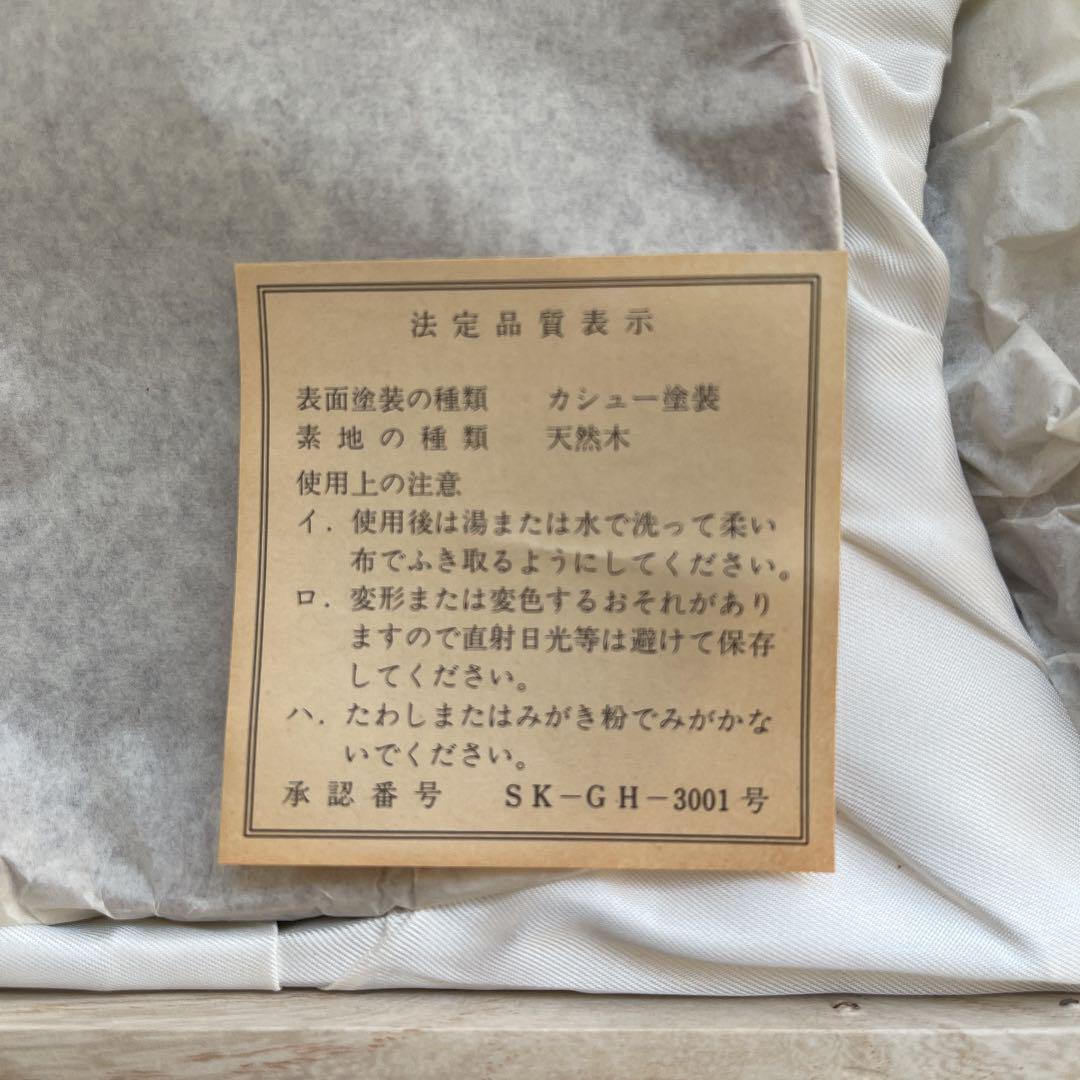 法定品質表示
表面塗装の種類 カシュー塗装
素地の種類 天然木
使用上の注意
イ. 使用後は湯または水で洗って柔い
布でふき取るようにしてください。
ロ. 変形または変色するおそれがあり
ますので直射日光等は避けて保存
してください。
ハ. たわしまたはみがき粉でみがかな
いでください。
承認番号 SK-GH-3001号